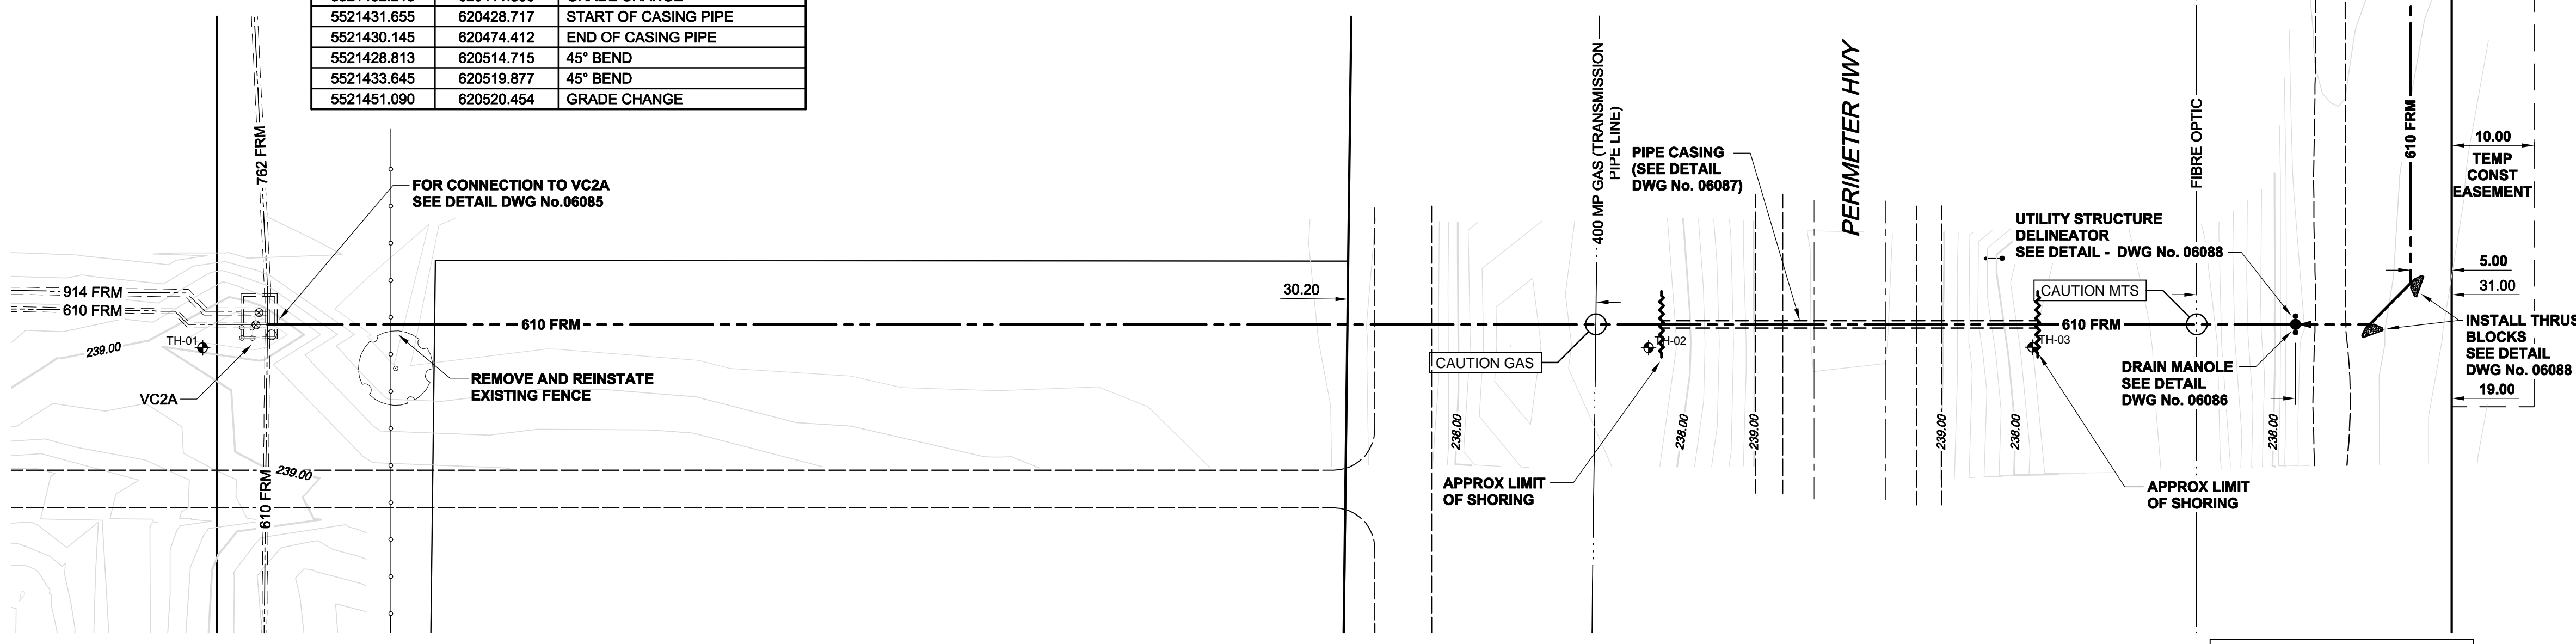 5521431.655 620428.717 START OF CASING PIPE
5521430.145 620474.412 END OF CASING PIPE
5521428.813 620514.715 45° BEND
5521433.645 620519.877 45° BEND
5521451.090 620520.454 GRADE CHANGE
762 FRM
FOR CONNECTION TO VC2A
SEE DETAIL DWG No.06085
914 FRM
610 FRM
TH-01
239.00
VC2A
610 FRM
239.00
REMOVE AND REINSTATE
EXISTING FENCE
610 FRM
30.20
400 MP GAS (TRANSMISSION
PIPE LINE)
PIPE CASING
(SEE DETAIL
DWG No. 06087)
PERIMETER HWY
CAUTION GAS
TH-02
238.00
238.00
239.00
239.00
238.00
238.00
APPROX LIMIT
OF SHORING
UTILITY STRUCTURE
DELINEATOR
SEE DETAIL - DWG No. 06088
FIBRE OPTIC
CAUTION MTS
610 FRM
TH-03
DRAIN MANOLE
SEE DETAIL
DWG No. 06086
APPROX LIMIT
OF SHORING
610 FRM
10.00
TEMP
CONST
EASEMENT
5.00
31.00
INSTALL THRUS
BLOCKS
SEE DETAIL
DWG No. 06088
19.00